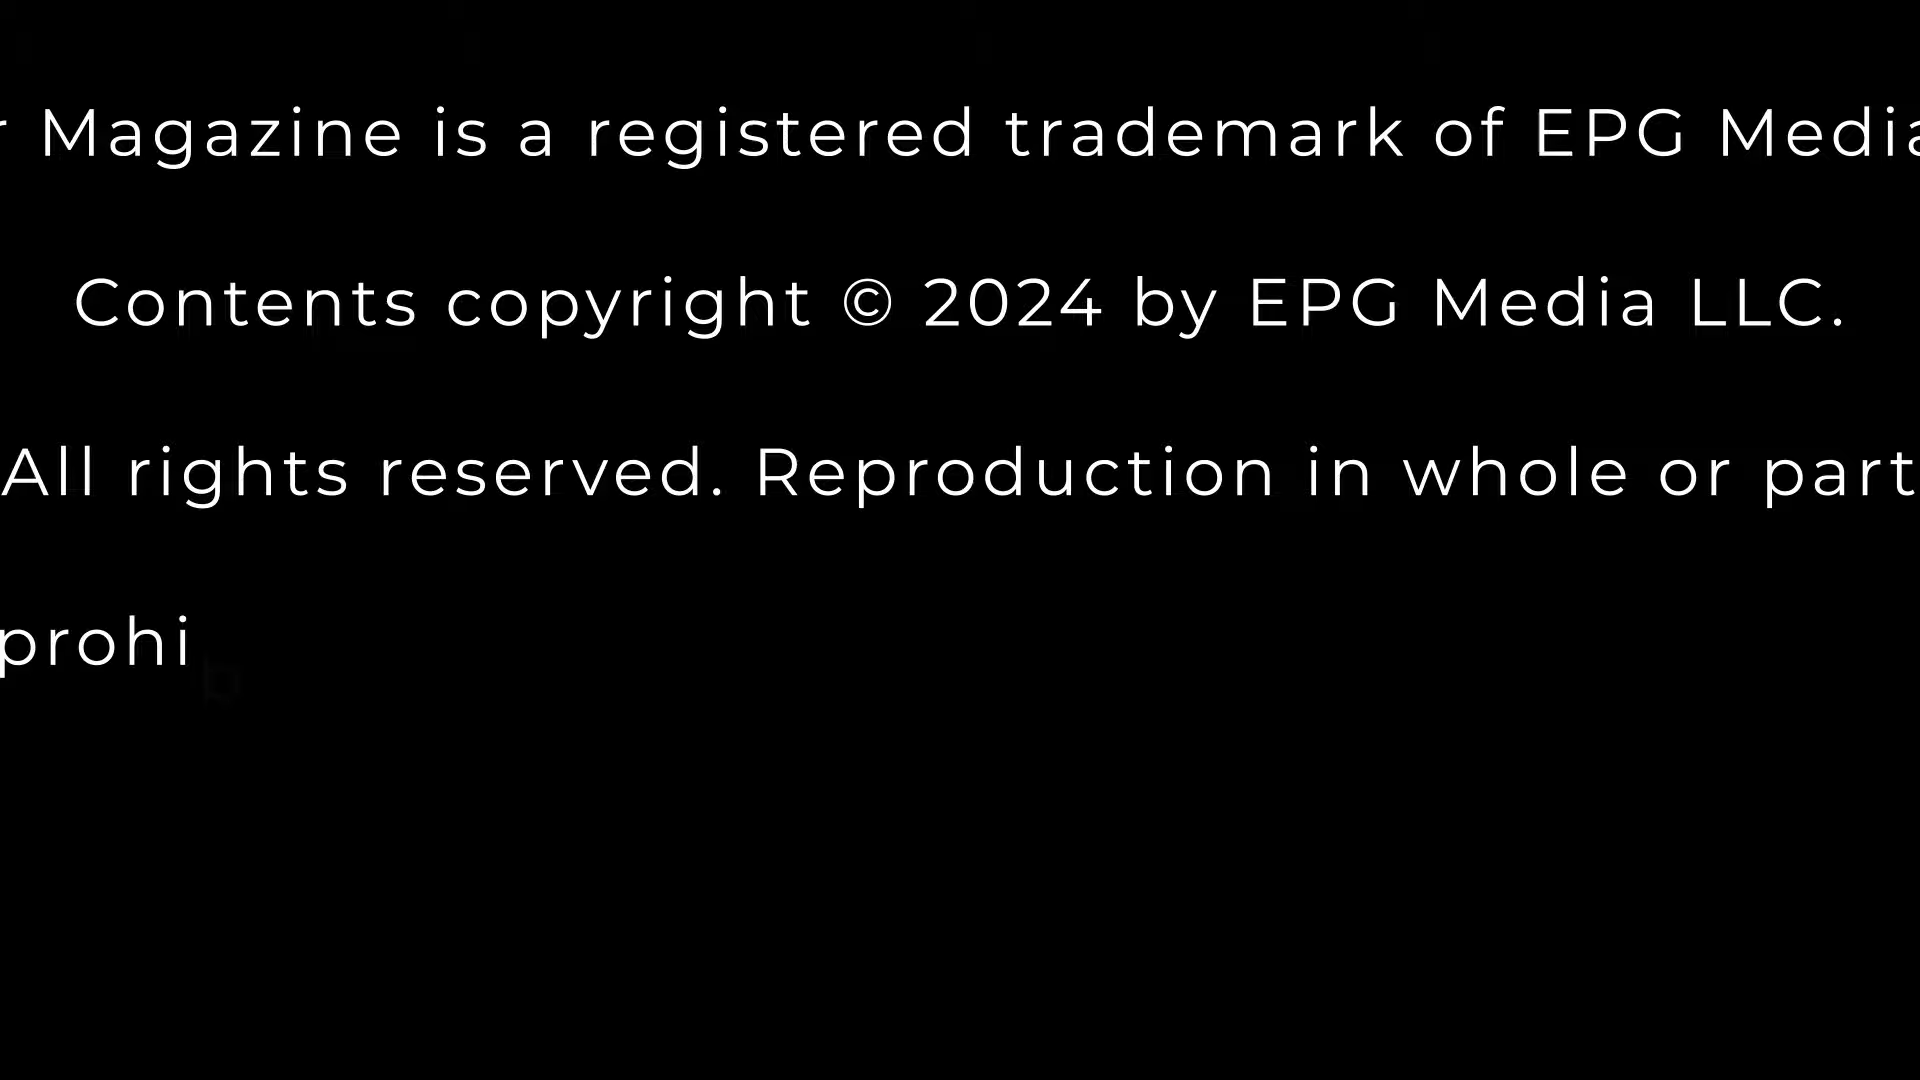 r Magazine is a registered trademark of EPG Media
Contents copyright © 2024 by EPG Media LLC.
All rights reserved. Reproduction in whole or part
prohi